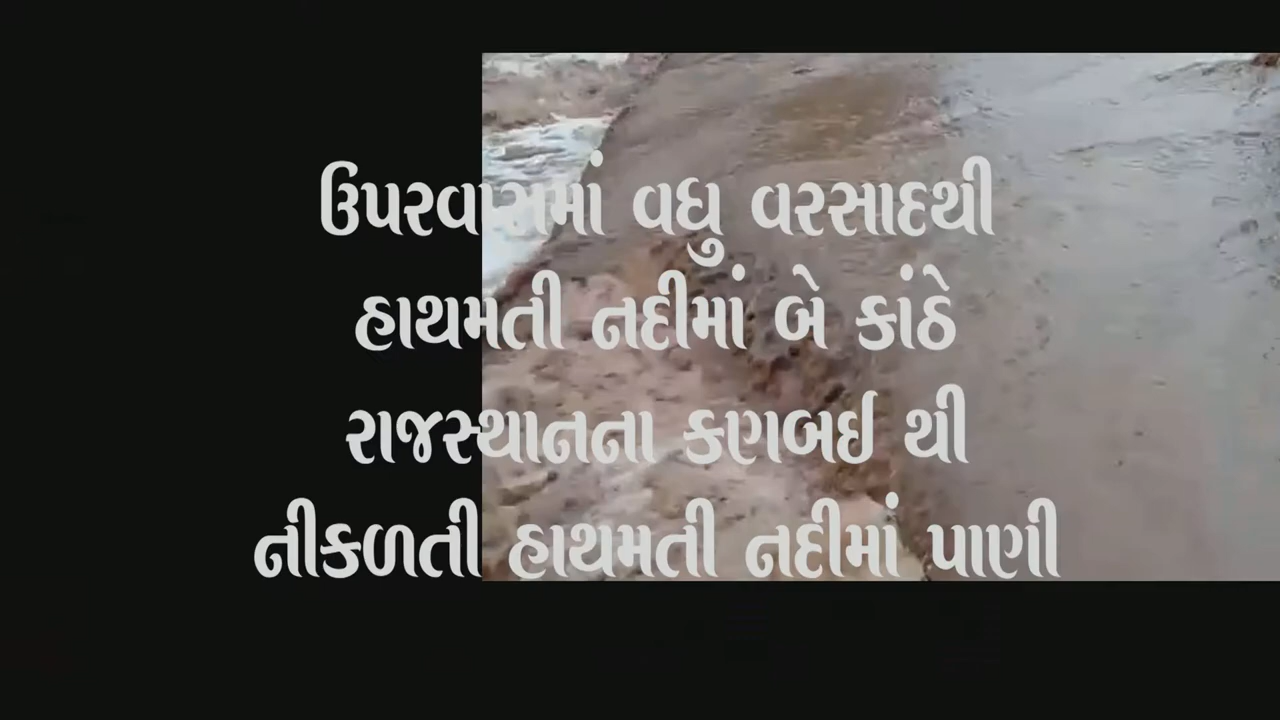 ઉપરવાસમાં વધુ વરસાદથી
હાથમતી નદીમાં બે કાંઠે
રાજસ્થાનના કણબઈ થી
નીકળતી હાથમતી નદીમાં પાણી